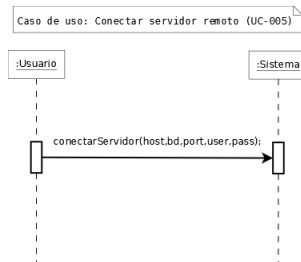 Caso de uso: Conectar servidor remoto (UC-005)
:Usuario
:Sistema
conectarServidor(host,bd,port,user,pass);